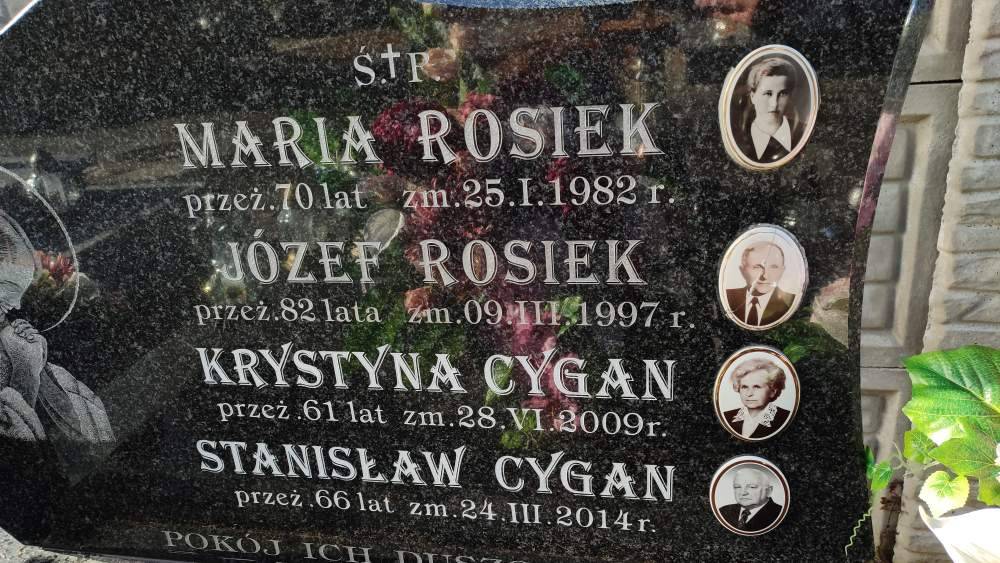 Ś.†P.
MARIA ROSIEK
przeż.70 lat zm.25.I.1982 r.
JÓZEF ROSIEK
przeż.82 lata zm.09.III.1997 r.
KRYSTYNA CYGAN
przeż.61 lat zm.28.VI.2009r.
STANISŁAW CYGAN
przeż.66 lat zm.24.III.2014r.
POKÓJ ICH